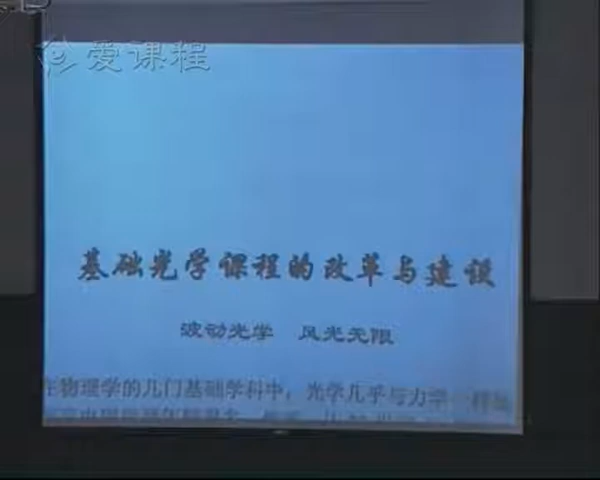 爱课程
基础光学课程的改革与建设
波动光学 风光无限
在物理学的几门基础学科中，光学几乎与力学一样